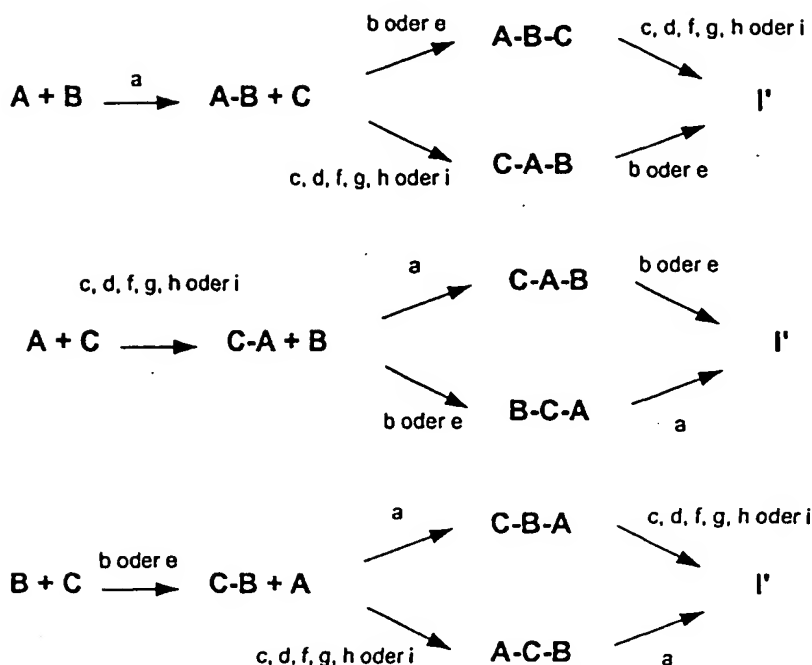 b oder e A-B-C c, d, f, g, h oder i
A + B a A-B + C I'
c, d, f, g, h oder i C-A-B b oder e
c, d, f, g, h oder i a C-A-B b oder e
A + C C-A + B I'
b oder e B-C-A a
a C-B-A c, d, f, g, h oder i
B + C b oder e C-B + A I'
c, d, f, g, h oder i A-C-B a